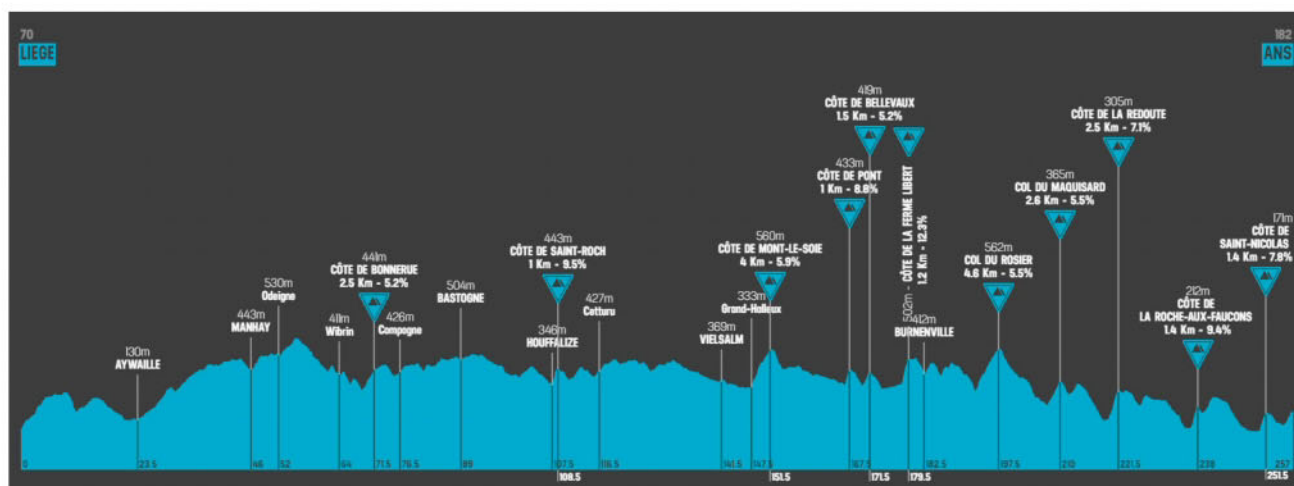 70
LIEGE
182
ANS
130m
AYWAILLE
443m
MANHAY
530m
Odeigne
411m
Wibrin
441m
CÔTE DE BONNERUE
2.5 Km - 5.2%
426m
Compogne
504m
BASTOGNE
346m
HOUFFALIZE
443m
CÔTE DE SAINT-ROCH
1 Km - 9.5%
427m
Cetturu
369m
VIELSALM
333m
Grand-Halleux
560m
CÔTE DE MONT-LE-SOIE
4 Km - 5.9%
433m
CÔTE DE PONT
1 Km - 8.8%
419m
CÔTE DE BELLEVAUX
1.5 Km - 5.2%
502m - CÔTE DE LA FERME LIBERT
1.2 Km - 12.3%
412m
BURNENVILLE
562m
COL DU ROSIER
4.6 Km - 5.5%
365m
COL DU MAQUISARD
2.6 Km - 5.5%
305m
CÔTE DE LA REDOUTE
2.5 Km - 7.1%
212m
CÔTE DE
LA ROCHE-AUX-FAUCONS
1.4 Km - 9.4%
171m
CÔTE DE
SAINT-NICOLAS
1.4 Km - 7.8%
0 23.5 46 52 64 71.5 76.5 89 107.5 116.5 141.5 147.5 167.5 182.5 197.5 210 221.5 238 257
108.5 151.5 171.5 179.5 251.5